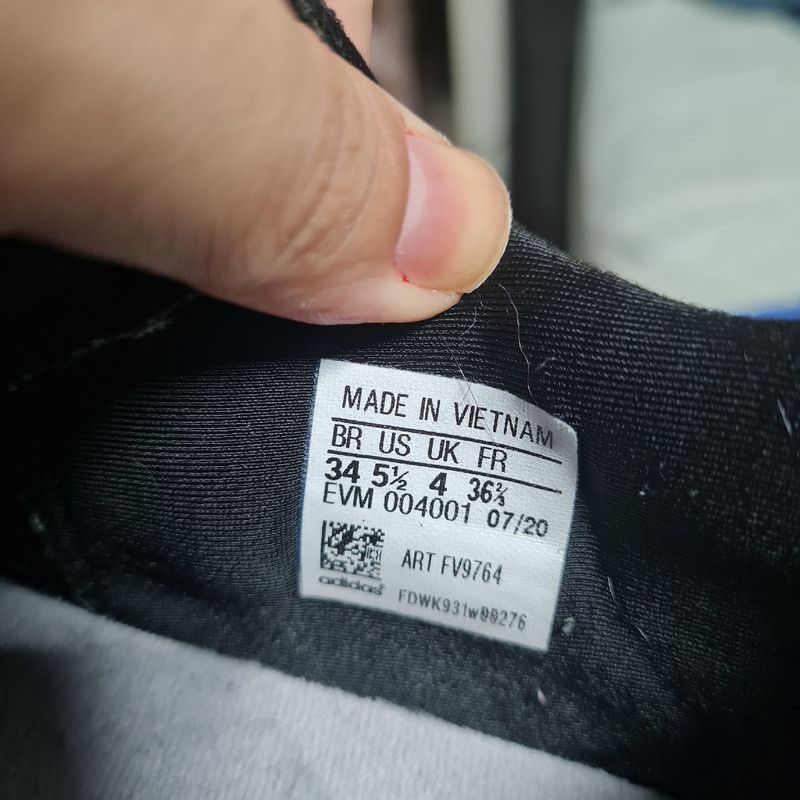 MADE IN VIETNAM
BR US UK FR
34 5½ 4 36⅔
EVM 004001 07/20
ART FV9764
adidas